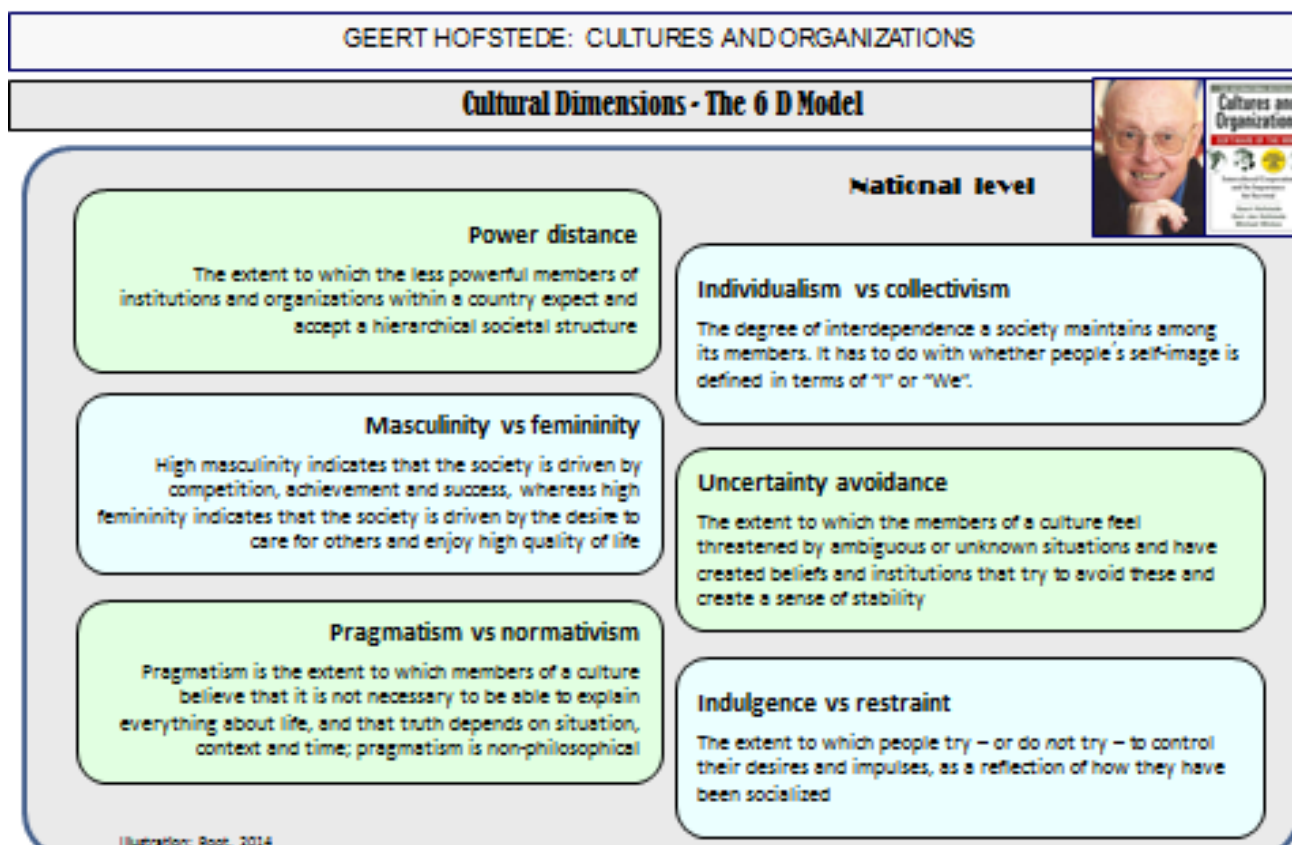 GEERT HOFSTEDE: CULTURES AND ORGANIZATIONS
Cultural Dimensions - The 6 D Model
Cultures and
Organization
National level
Power distance
The extent to which the less powerful members of
institutions and organizations within a country expect and
accept a hierarchical societal structure
Individualism vs collectivism
The degree of interdependence a society maintains among
its members. It has to do with whether people's self-image is
defined in terms of "I" or "We".
Masculinity vs femininity
High masculinity indicates that the society is driven by
competition, achievement and success, whereas high
femininity indicates that the society is driven by the desire to
care for others and enjoy high quality of life
Uncertainty avoidance
The extent to which the members of a culture feel
threatened by ambiguous or unknown situations and have
created beliefs and institutions that try to avoid these and
create a sense of stability
Pragmatism vs normativism
Pragmatism is the extent to which members of a culture
believe that it is not necessary to be able to explain
everything about life, and that truth depends on situation,
context and time; pragmatism is non-philosophical
Indulgence vs restraint
The extent to which people try – or do not try – to control
their desires and impulses, as a reflection of how they have
been socialized
Illustration: 2014